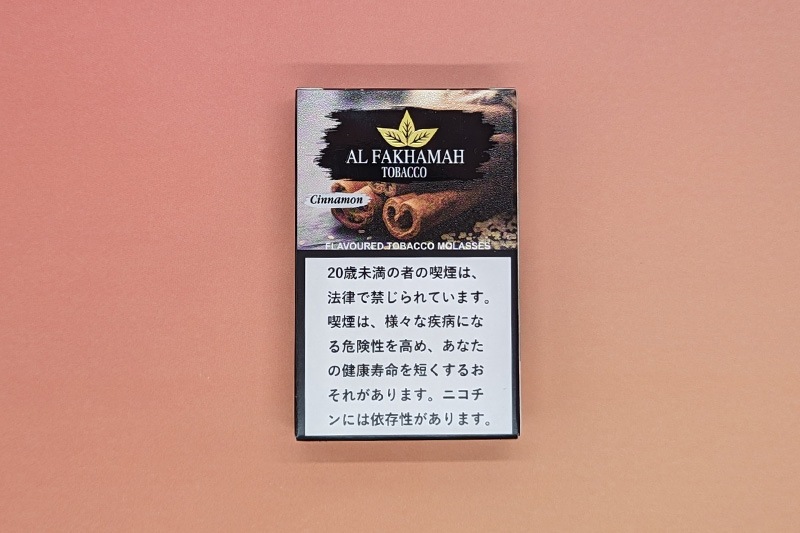 AL FAKHAMAH
TOBACCO
Cinnamon
FLAVOURED TOBACCO MOLASSES
20歳未満の者の喫煙は、
法律で禁じられています。
喫煙は、様々な疾病にな
る危険性を高め、あなた
の健康寿命を短くするお
それがあります。ニコチ
ンには依存性があります。